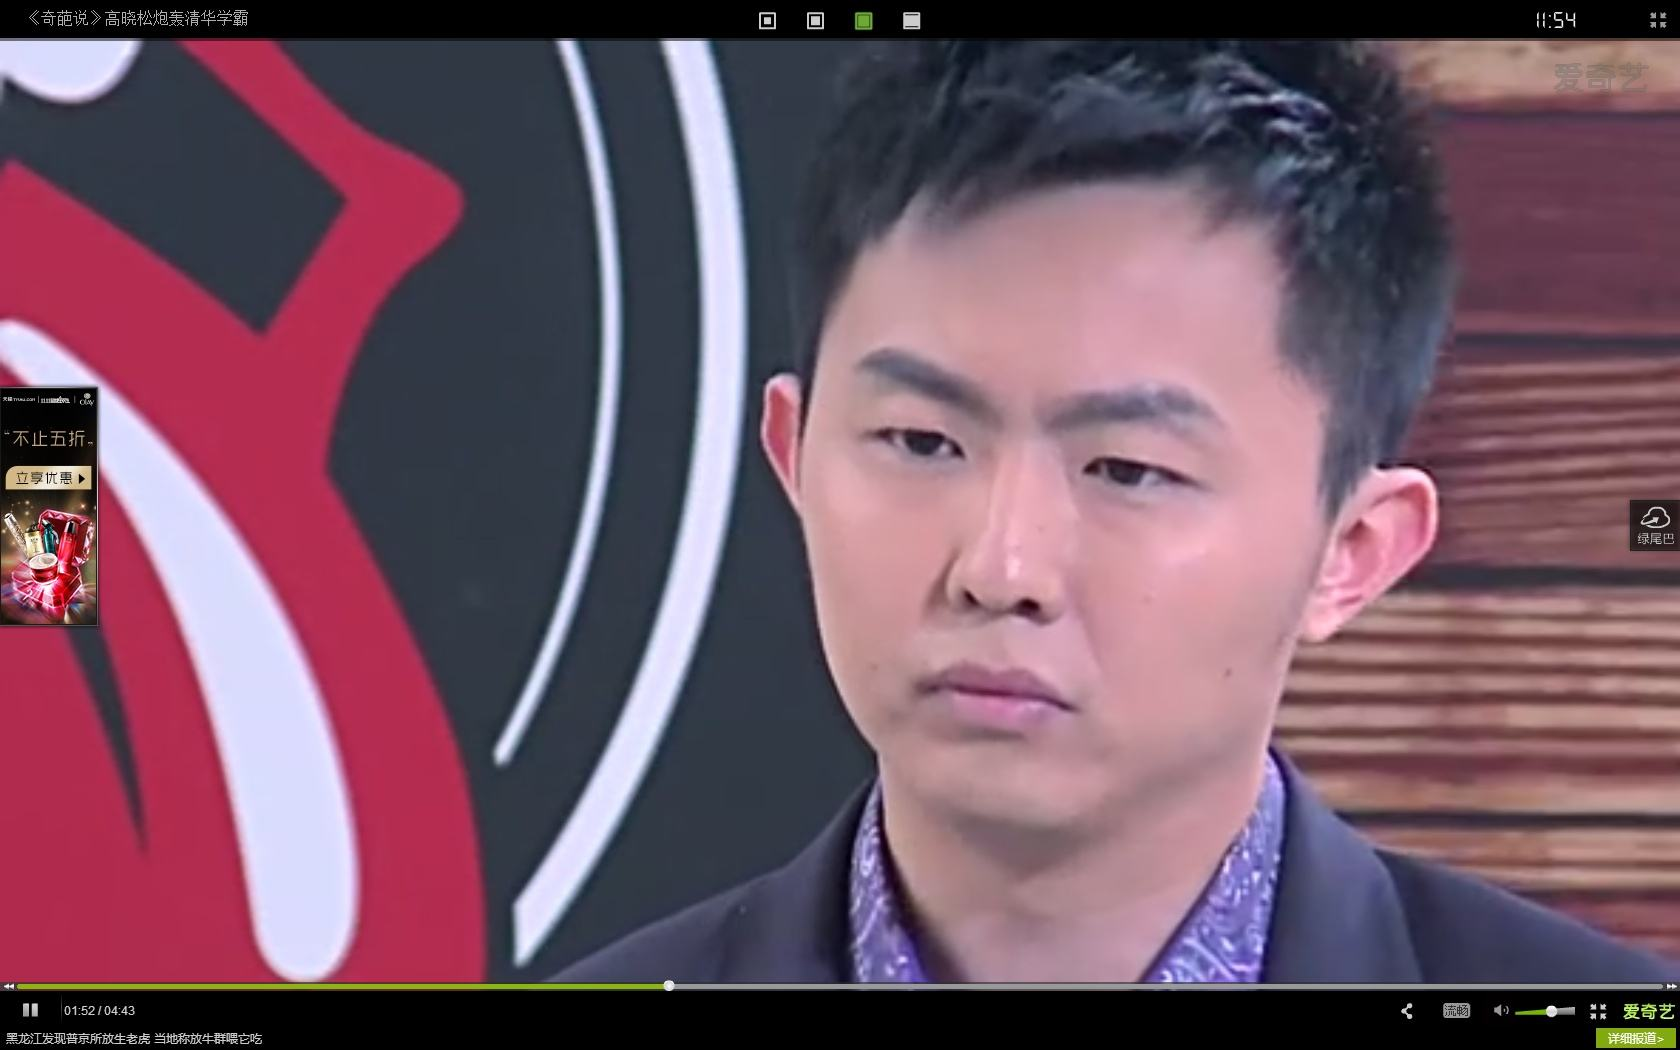 《奇葩说》高晓松炮轰清华学霸
11:54
爱奇艺
OLAY
“不止五折„
立享优惠
绿尾巴
01:52 / 04:43
流畅
爱奇艺
黑龙江发现普京所放生老虎 当地称放牛群喂它吃
详细报道>